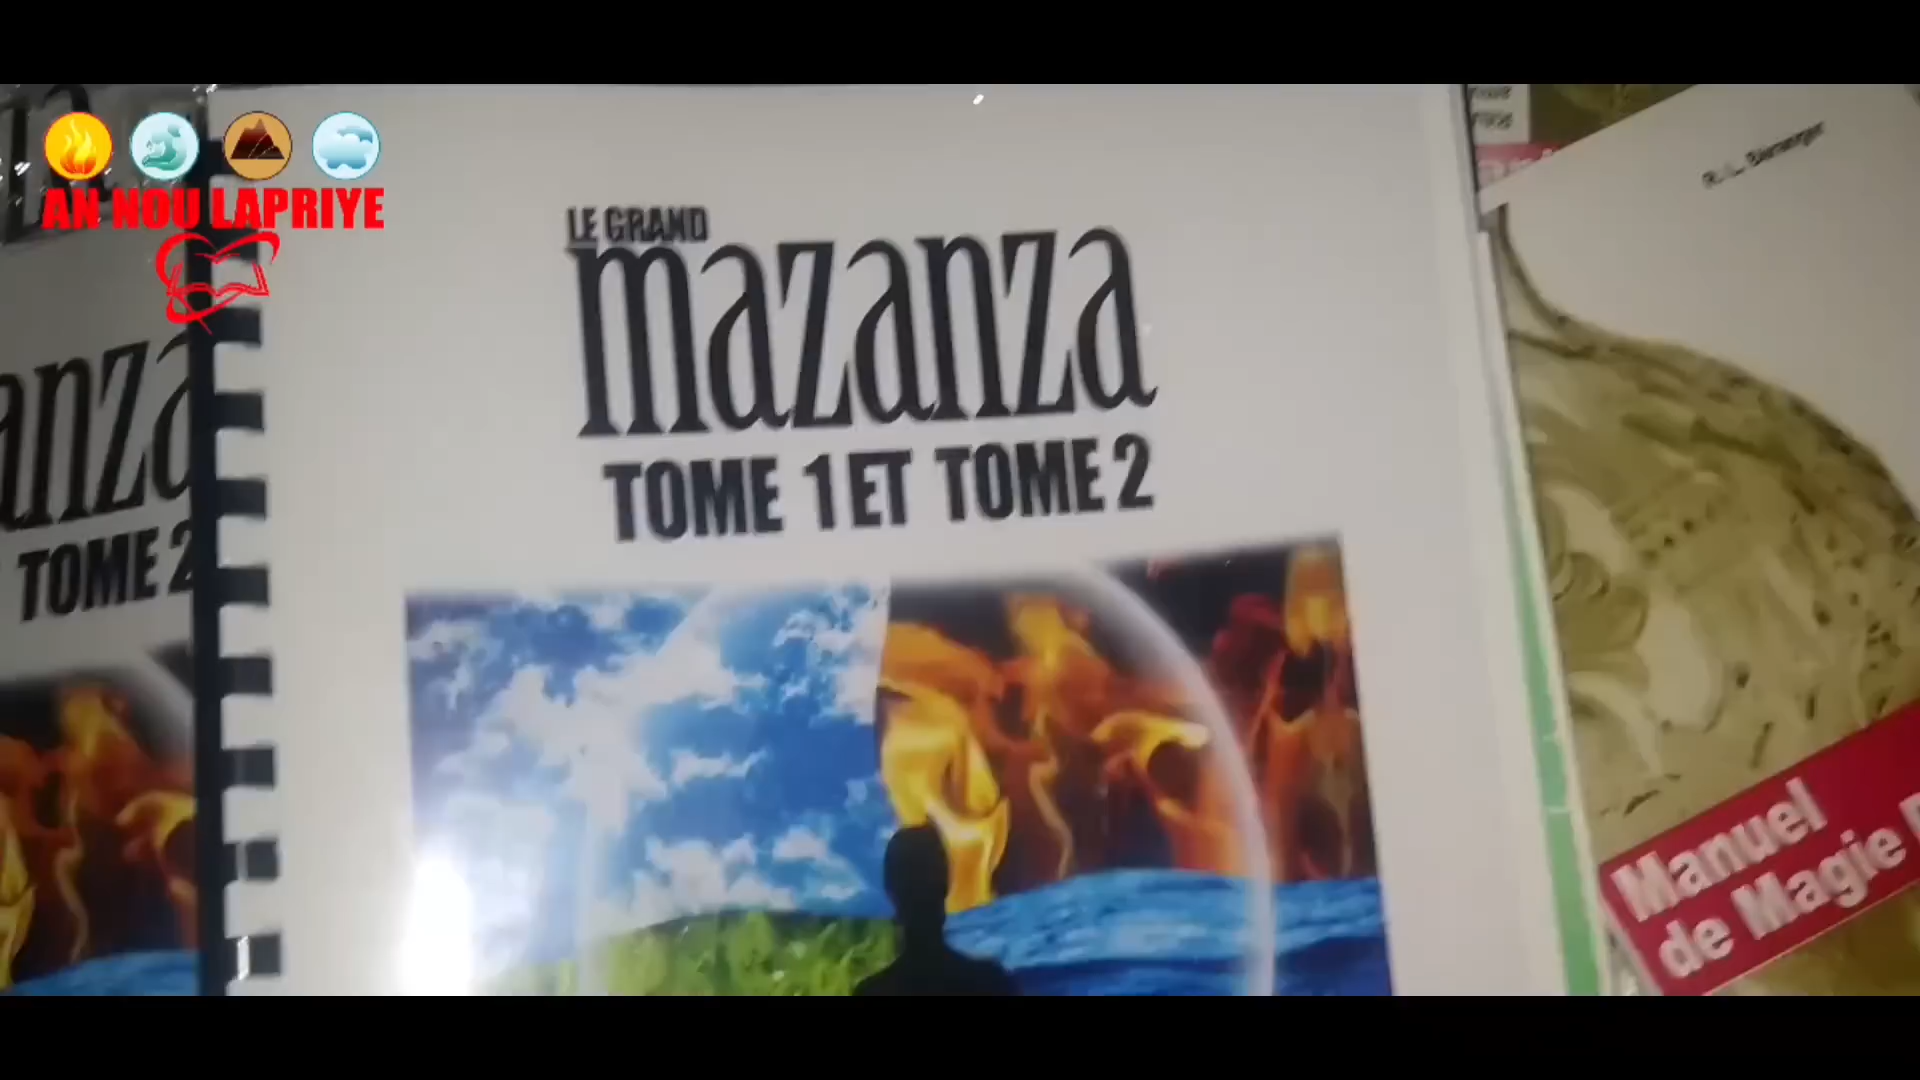 AN NOU LAPRIYE
LE GRAND
mazanza
TOME 1 ET TOME 2
anza
TOME 2
Manuel
de Magie